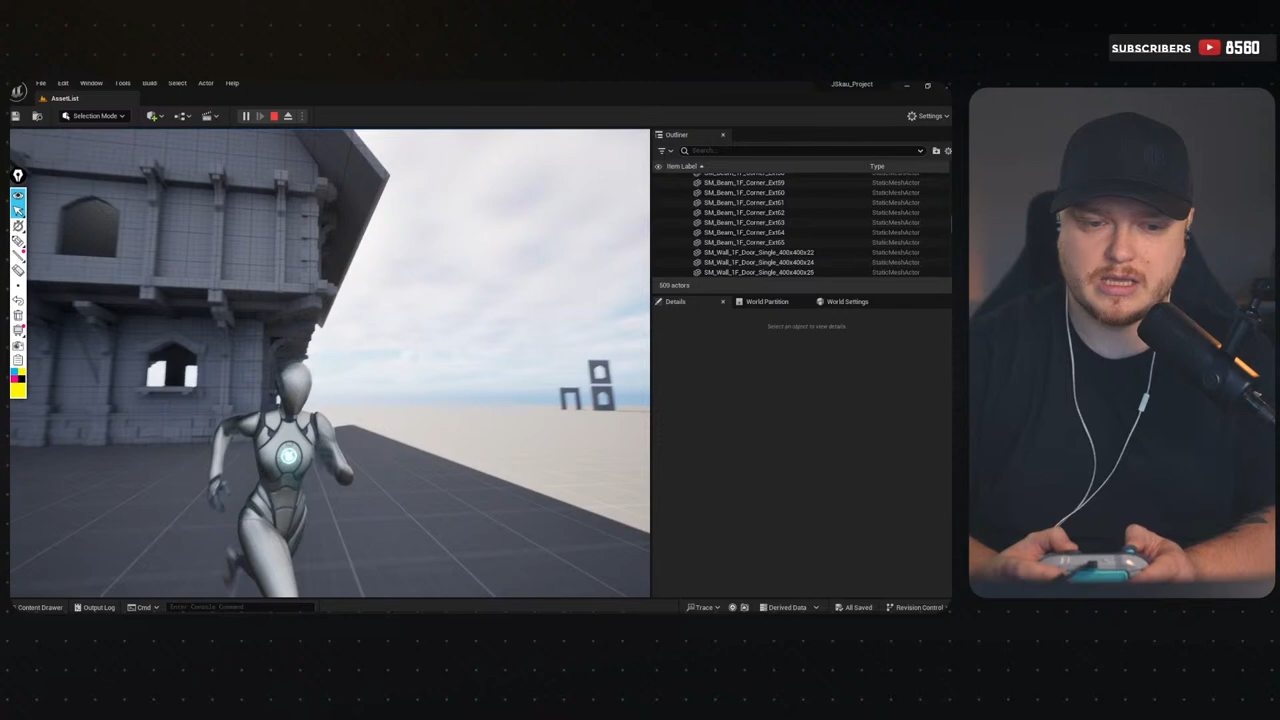 SUBSCRIBERS 8560
File Edit Window Tools Build Select Actor Help JSkau_Project
AssetList
Selection Mode Settings
Outliner
Search...
Item Label Type
SM_Beam_1F_Corner_Ext59 StaticMeshActor
SM_Beam_1F_Corner_Ext60 StaticMeshActor
SM_Beam_1F_Corner_Ext61 StaticMeshActor
SM_Beam_1F_Corner_Ext62 StaticMeshActor
SM_Beam_1F_Corner_Ext63 StaticMeshActor
SM_Beam_1F_Corner_Ext64 StaticMeshActor
SM_Beam_1F_Corner_Ext65 StaticMeshActor
SM_Wall_1F_Door_Single_400x400x22 StaticMeshActor
SM_Wall_1F_Door_Single_400x400x24 StaticMeshActor
SM_Wall_1F_Door_Single_400x400x25 StaticMeshActor
509 actors
Details World Partition World Settings
Select an object to view details
Content Drawer Output Log Cmd Enter Console Command Trace Derived Data All Saved Revision Control